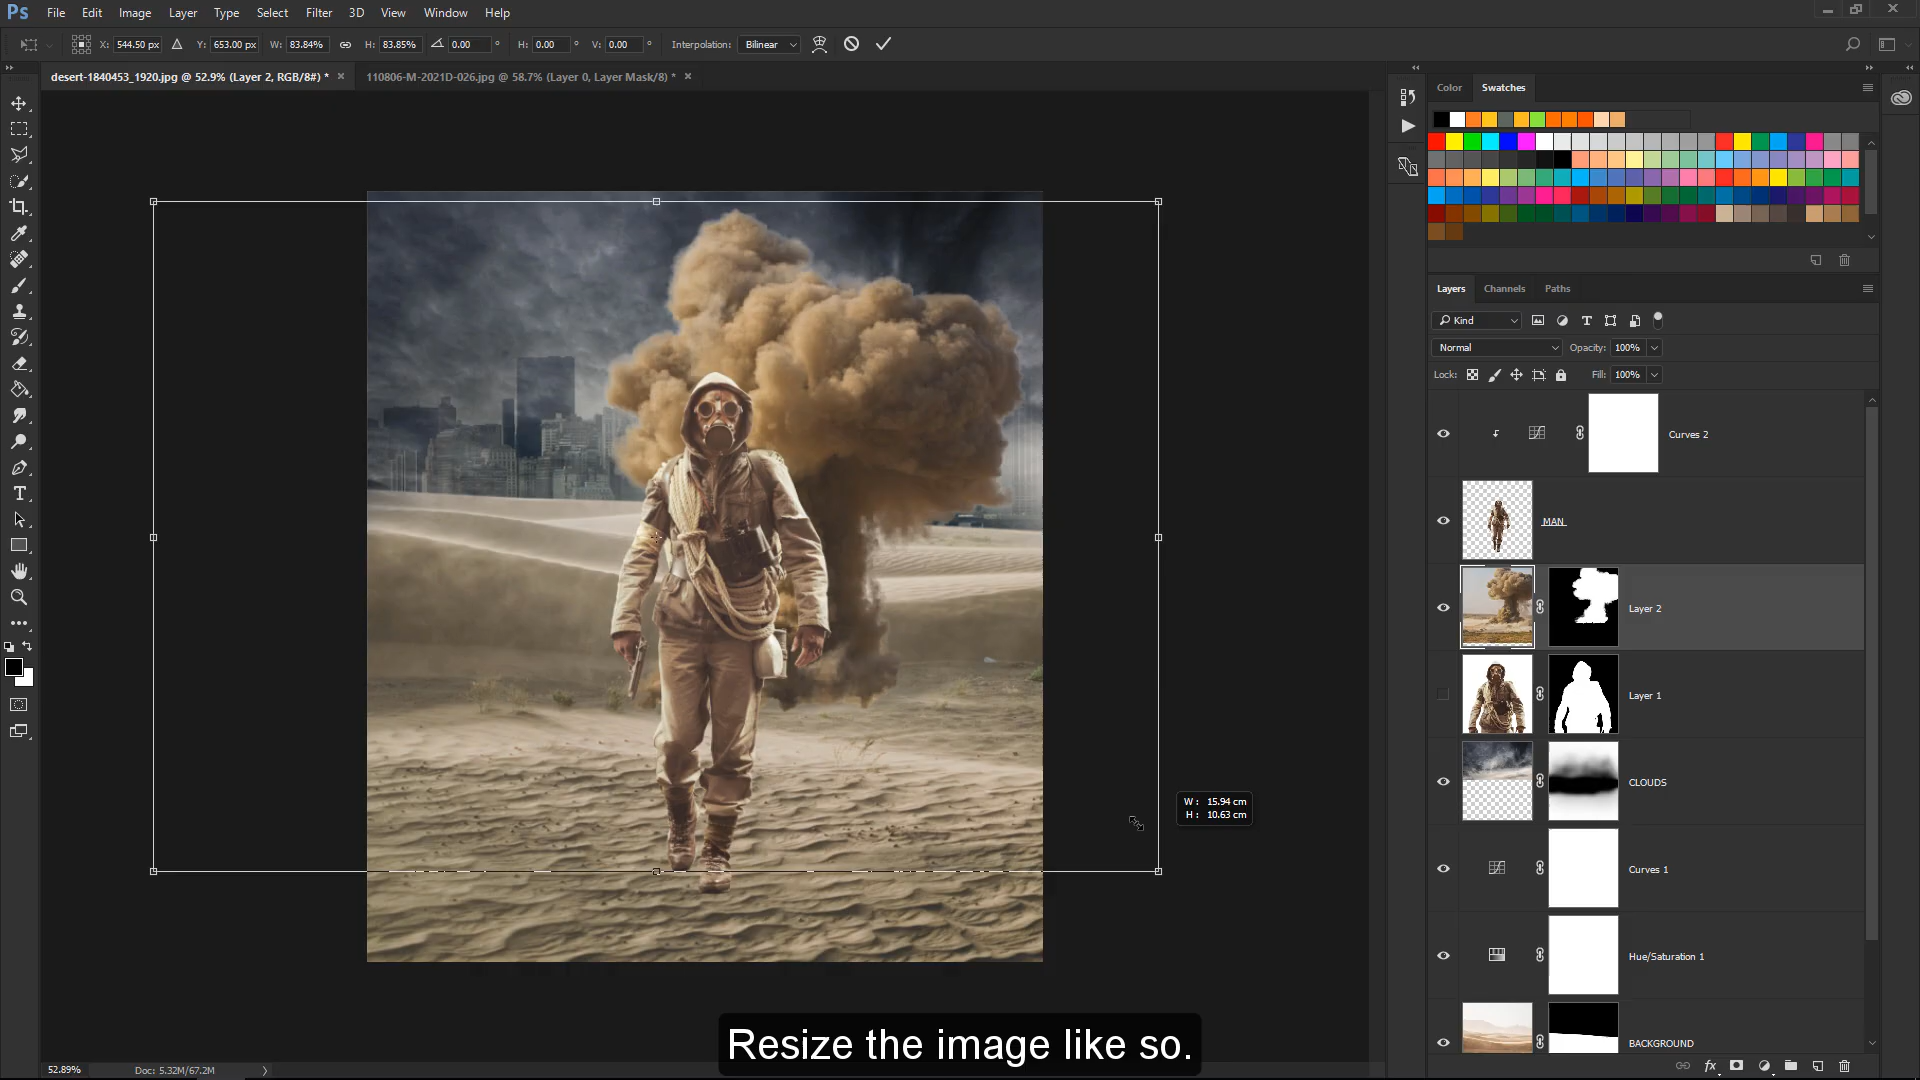 Ps File Edit Image Layer Type Select Filter 3D View Window Help
X: 544.50 px Y: 653.00 px W: 83.84% H: 83.85% 0.00 ° H: 0.00 ° V: 0.00 ° Interpolation: Bilinear
desert-1840453_1920.jpg @ 52.9% (Layer 2, RGB/8#) * × 110806-M-2021D-026.jpg @ 58.7% (Layer 0, Layer Mask/8) * ×
Color Swatches
Layers Channels Paths
Kind
Normal Opacity: 100%
Lock: Fill: 100%
Curves 2
MAN
Layer 2
Layer 1
CLOUDS
W : 15.94 cm
H : 10.63 cm
Curves 1
Hue/Saturation 1
BACKGROUND
Resize the image like so.
52.89% Doc: 5.32M/67.2M
fx